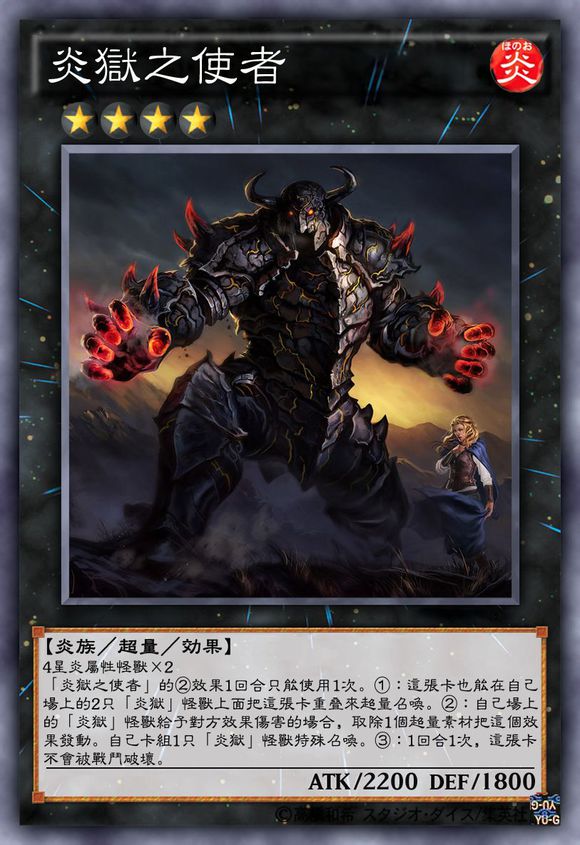 炎獄之使者
ほのお
炎
【炎族／超量／効果】
4星炎屬性怪獸×2
「炎獄之使者」的②效果1回合只能使用1次。①：這張卡也能在自己
場上的2只「炎獄」怪獸上面把這張卡重疊來超量召喚。②：自己場上
的「炎獄」怪獸給予對方效果傷害的場合，取除1個超量素材把這個效
果發動。自己卡組1只「炎獄」怪獸特殊召喚。③：1回合1次，這張卡
不會被戰鬥破壞。
ATK/2200 DEF/1800
©高橋和希 スタジオ・ダイス/集英社
YU-G